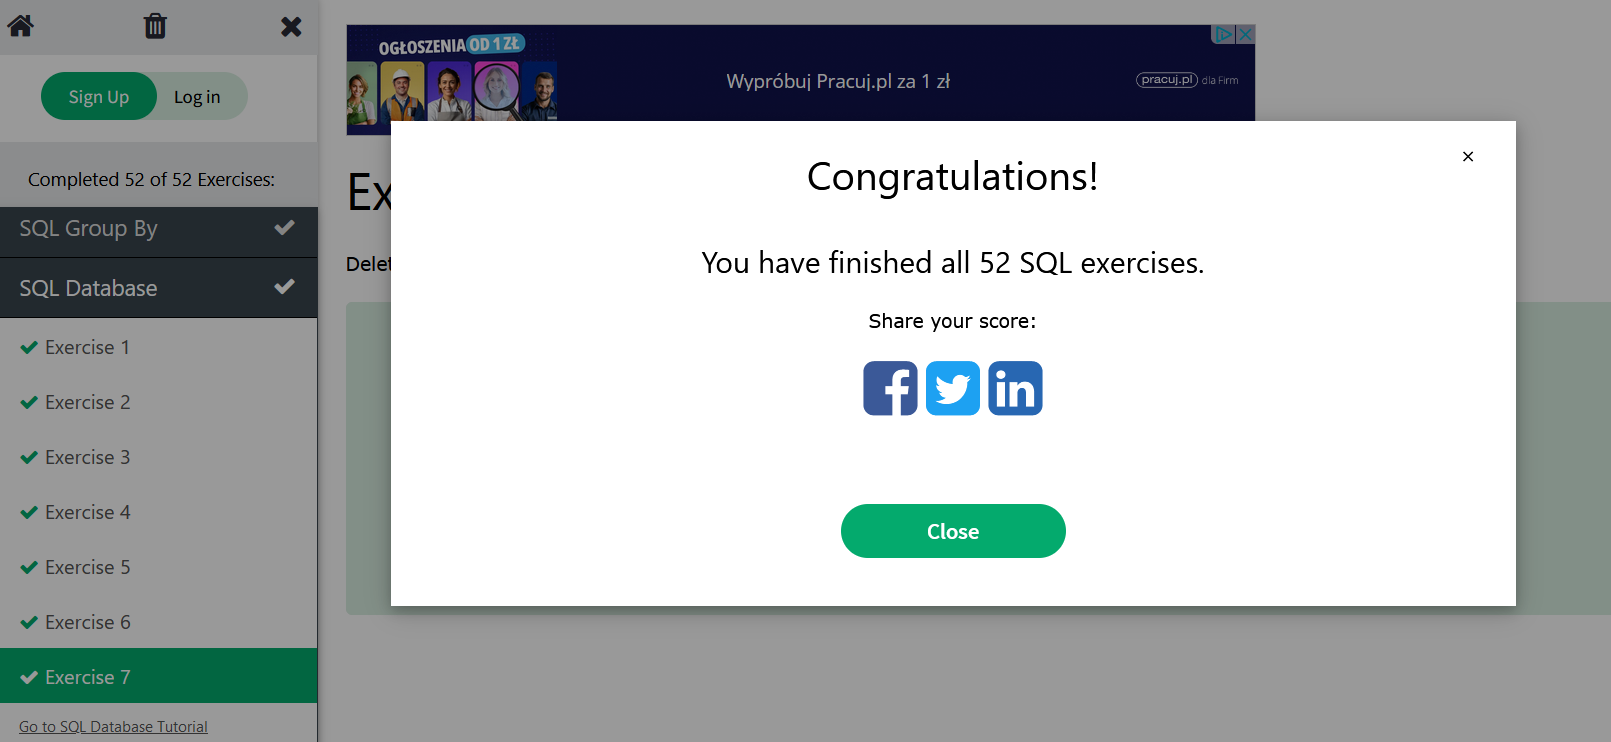 Sign Up
Log in
Completed 52 of 52 Exercises:
SQL Group By
SQL Database
Exercise 1
Exercise 2
Exercise 3
Exercise 4
Exercise 5
Exercise 6
Exercise 7
Go to SQL Database Tutorial
OGŁOSZENIA OD 1 ZŁ
Wypróbuj Pracuj.pl za 1 zł
pracuj.pl dla Firm
Ex
Delet
Congratulations!
×
You have finished all 52 SQL exercises.
Share your score:
Close